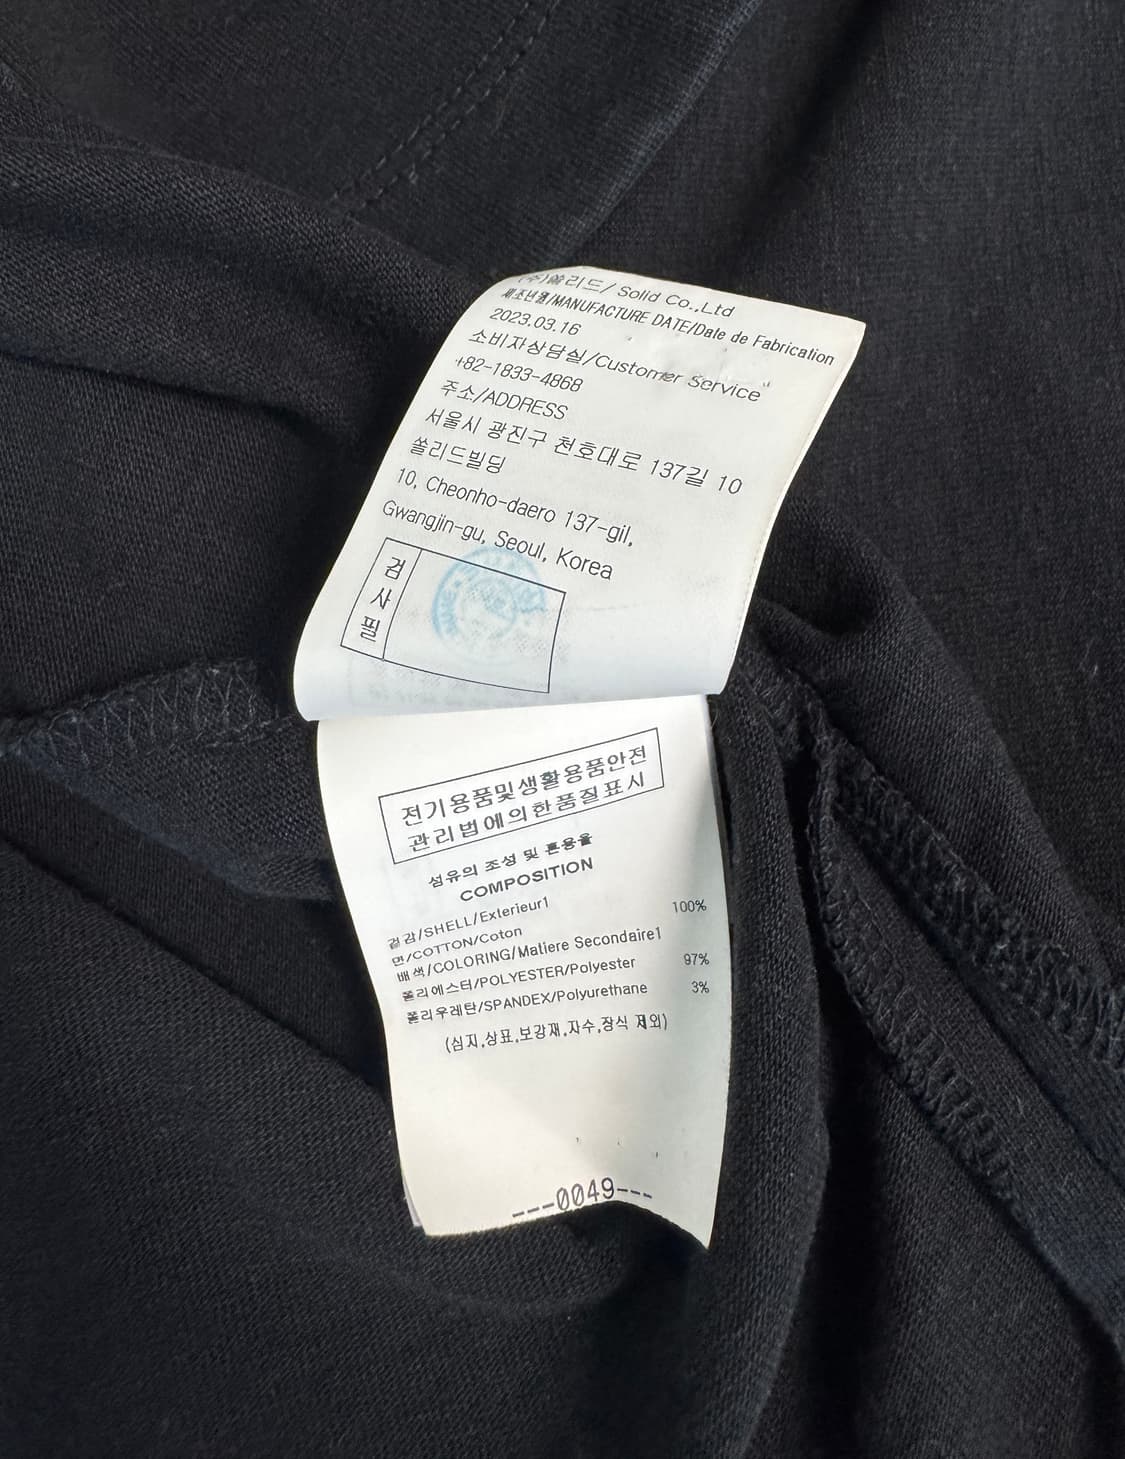 (주)쏠리드/ Solid Co.,Ltd
제조년월/MANUFACTURE DATE/Date de Fabrication
2023.03.16
소비자상담실/Customer Service
+82-1833-4868
주소/ADDRESS
서울시 광진구 천호대로 137길 10
쏠리드빌딩
10, Cheonho-daero 137-gil,
Gwangjin-gu, Seoul, Korea
검사필
전기용품및생활용품안전
관리법에의한품질표시
섬유의 조성 및 혼용율
COMPOSITION
겉감/SHELL/Exterieur1
면/COTTON/Coton 100%
배색/COLORING/Matiere Secondaire1
폴리에스터/POLYESTER/Polyester 97%
폴리우레탄/SPANDEX/Polyurethane 3%
(심지,상표,보강재,자수,장식 제외)
---0049---